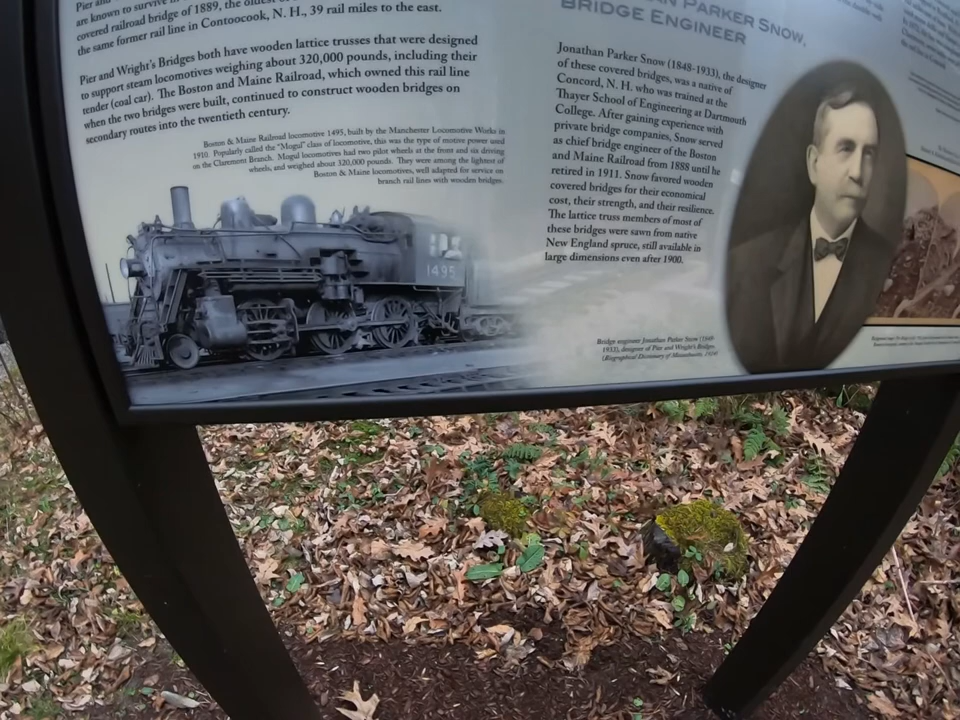 Pier and
are known to survive in
covered railroad bridge of 1889, the oldest
the same former rail line in Contoocook, N. H., 39 rail miles to the east.
Pier and Wright's Bridges both have wooden lattice trusses that were designed
to support steam locomotives weighing about 320,000 pounds, including their
tender (coal car). The Boston and Maine Railroad, which owned this rail line
when the two bridges were built, continued to construct wooden bridges on
secondary routes into the twentieth century.
Boston & Maine Railroad locomotive 1495, built by the Manchester Locomotive Works in
1910. Popularly called the "Mogul" class of locomotive, this was the type of motive power used
on the Claremont Branch. Mogul locomotives had two pilot wheels at the front and six driving
wheels, and weighed about 320,000 pounds. They were among the lightest of
Boston & Maine locomotives, well adapted for service on
branch rail lines with wooden bridges.
1495
PARKER SNOW,
BRIDGE ENGINEER
Jonathan Parker Snow (1848-1933), the designer
of these covered bridges, was a native of
Concord, N. H. who was trained at the
Thayer School of Engineering at Dartmouth
College. After gaining experience with
private bridge companies, Snow served
as chief bridge engineer of the Boston
and Maine Railroad from 1888 until he
retired in 1911. Snow favored wooden
covered bridges for their economical
cost, their strength, and their resilience.
The lattice truss members of most of
these bridges were sawn from native
New England spruce, still available in
large dimensions even after 1900.
Bridge engineer Jonathan Parker Snow (1848-
1933), designer of Pier and Wright's Bridges.
(Biographical Dictionary of Massachusetts,